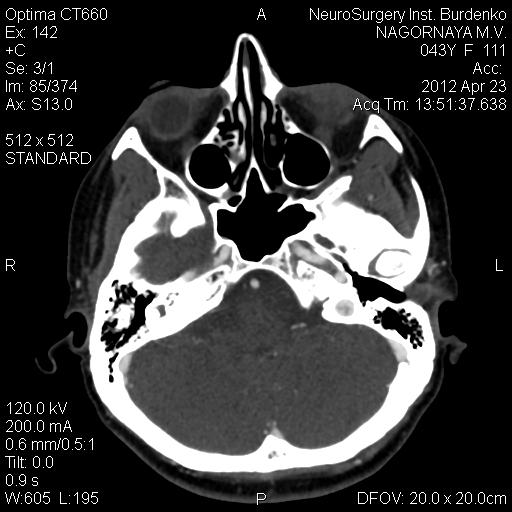 Optima CT660
Ex: 142
+C
Se: 3/1
Im: 85/374
Ax: S13.0
512 x 512
STANDARD
A
NeuroSurgery Inst. Burdenko
NAGORNAYA M.V.
043Y F 111
Acc:
2012 Apr 23
Acq Tm: 13:51:37.638
R
L
120.0 kV
200.0 mA
0.6 mm/0.5:1
Tilt: 0.0
0.9 s
W:605 L:195
P
DFOV: 20.0 x 20.0cm